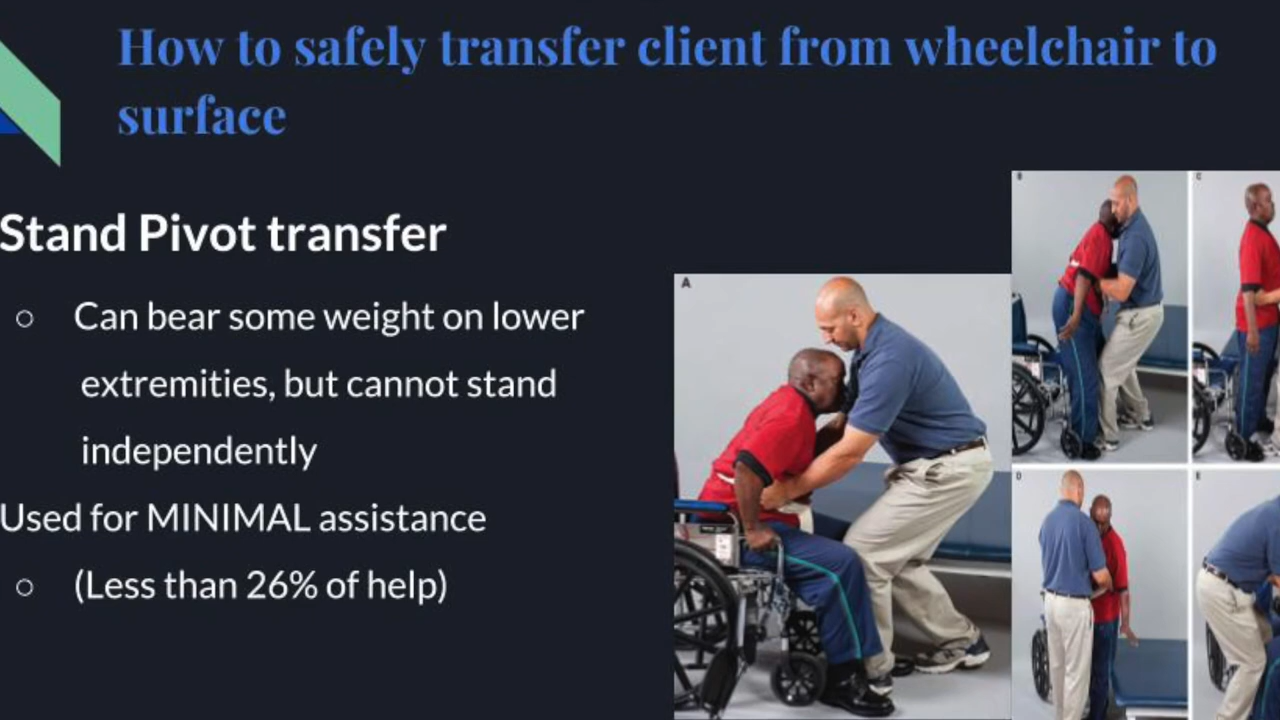 How to safely transfer client from wheelchair to
surface
Stand Pivot transfer
○ Can bear some weight on lower
extremities, but cannot stand
independently
Used for MINIMAL assistance
○ (Less than 26% of help)
A
B
C
D
E